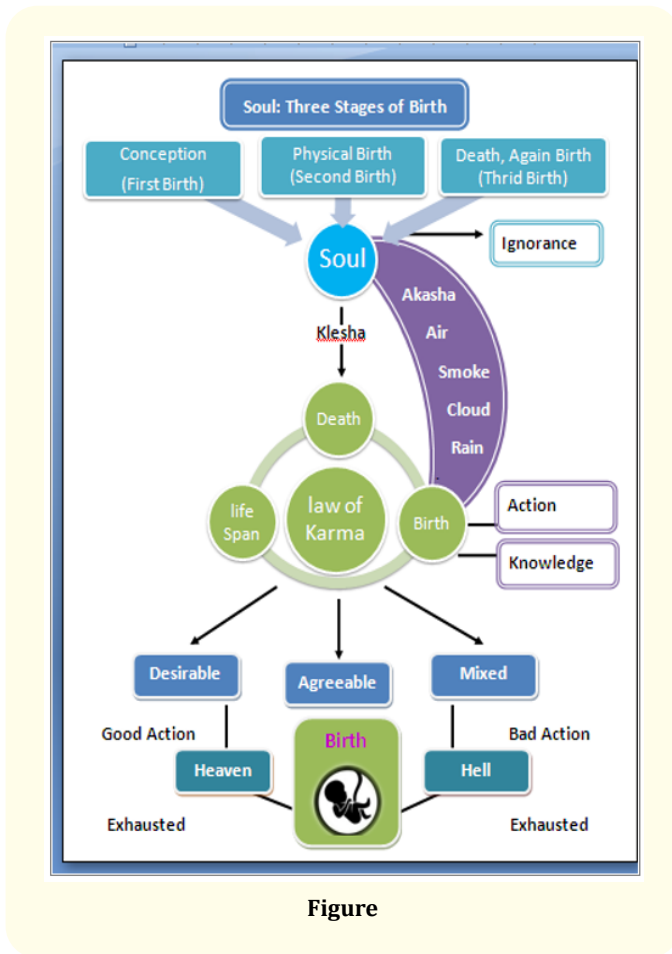 Soul: Three Stages of Birth
Conception
(First Birth)
Physical Birth
(Second Birth)
Death, Again Birth
(Thrid Birth)
Soul
Ignorance
Akasha
Air
Smoke
Cloud
Rain
Klesha
Death
life
Span
law of
Karma
Birth
Action
Knowledge
Desirable
Agreeable
Mixed
Good Action
Birth
Bad Action
Heaven
Hell
Exhausted
Exhausted
Figure